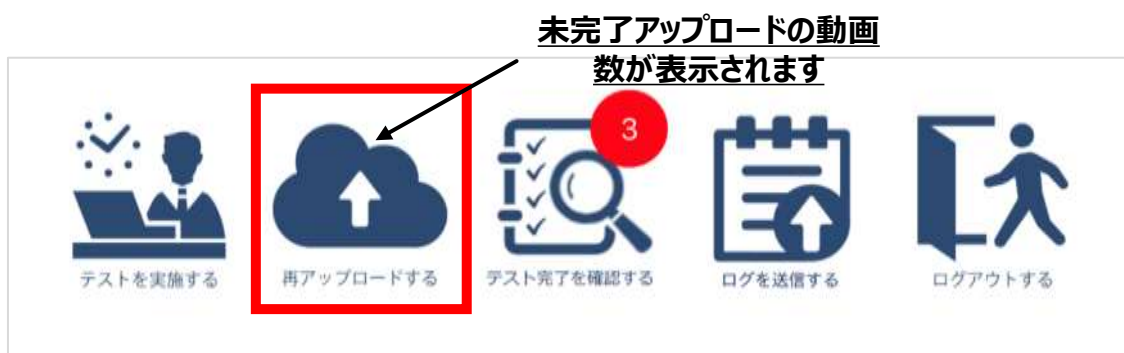 未完了アップロードの動画
数が表示されます
3
テストを実施する
再アップロードする
テスト完了を確認する
ログを送信する
ログアウトする